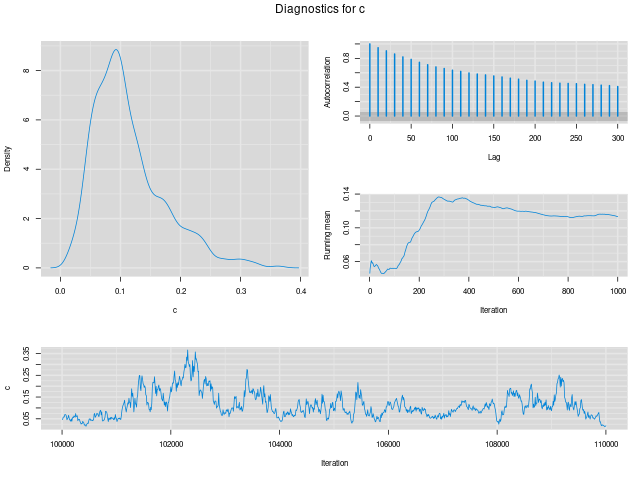 Diagnostics for c
Density
8
6
4
2
0
0.0 0.1 0.2 0.3 0.4
c
Autocorrelation
0.8
0.4
0.0
0 50 100 150 200 250 300
Lag
Running mean
0.14
0.10
0.06
0 200 400 600 800 1000
Iteration
c
0.35
0.25
0.15
0.05
100000 102000 104000 106000 108000 110000
Iteration